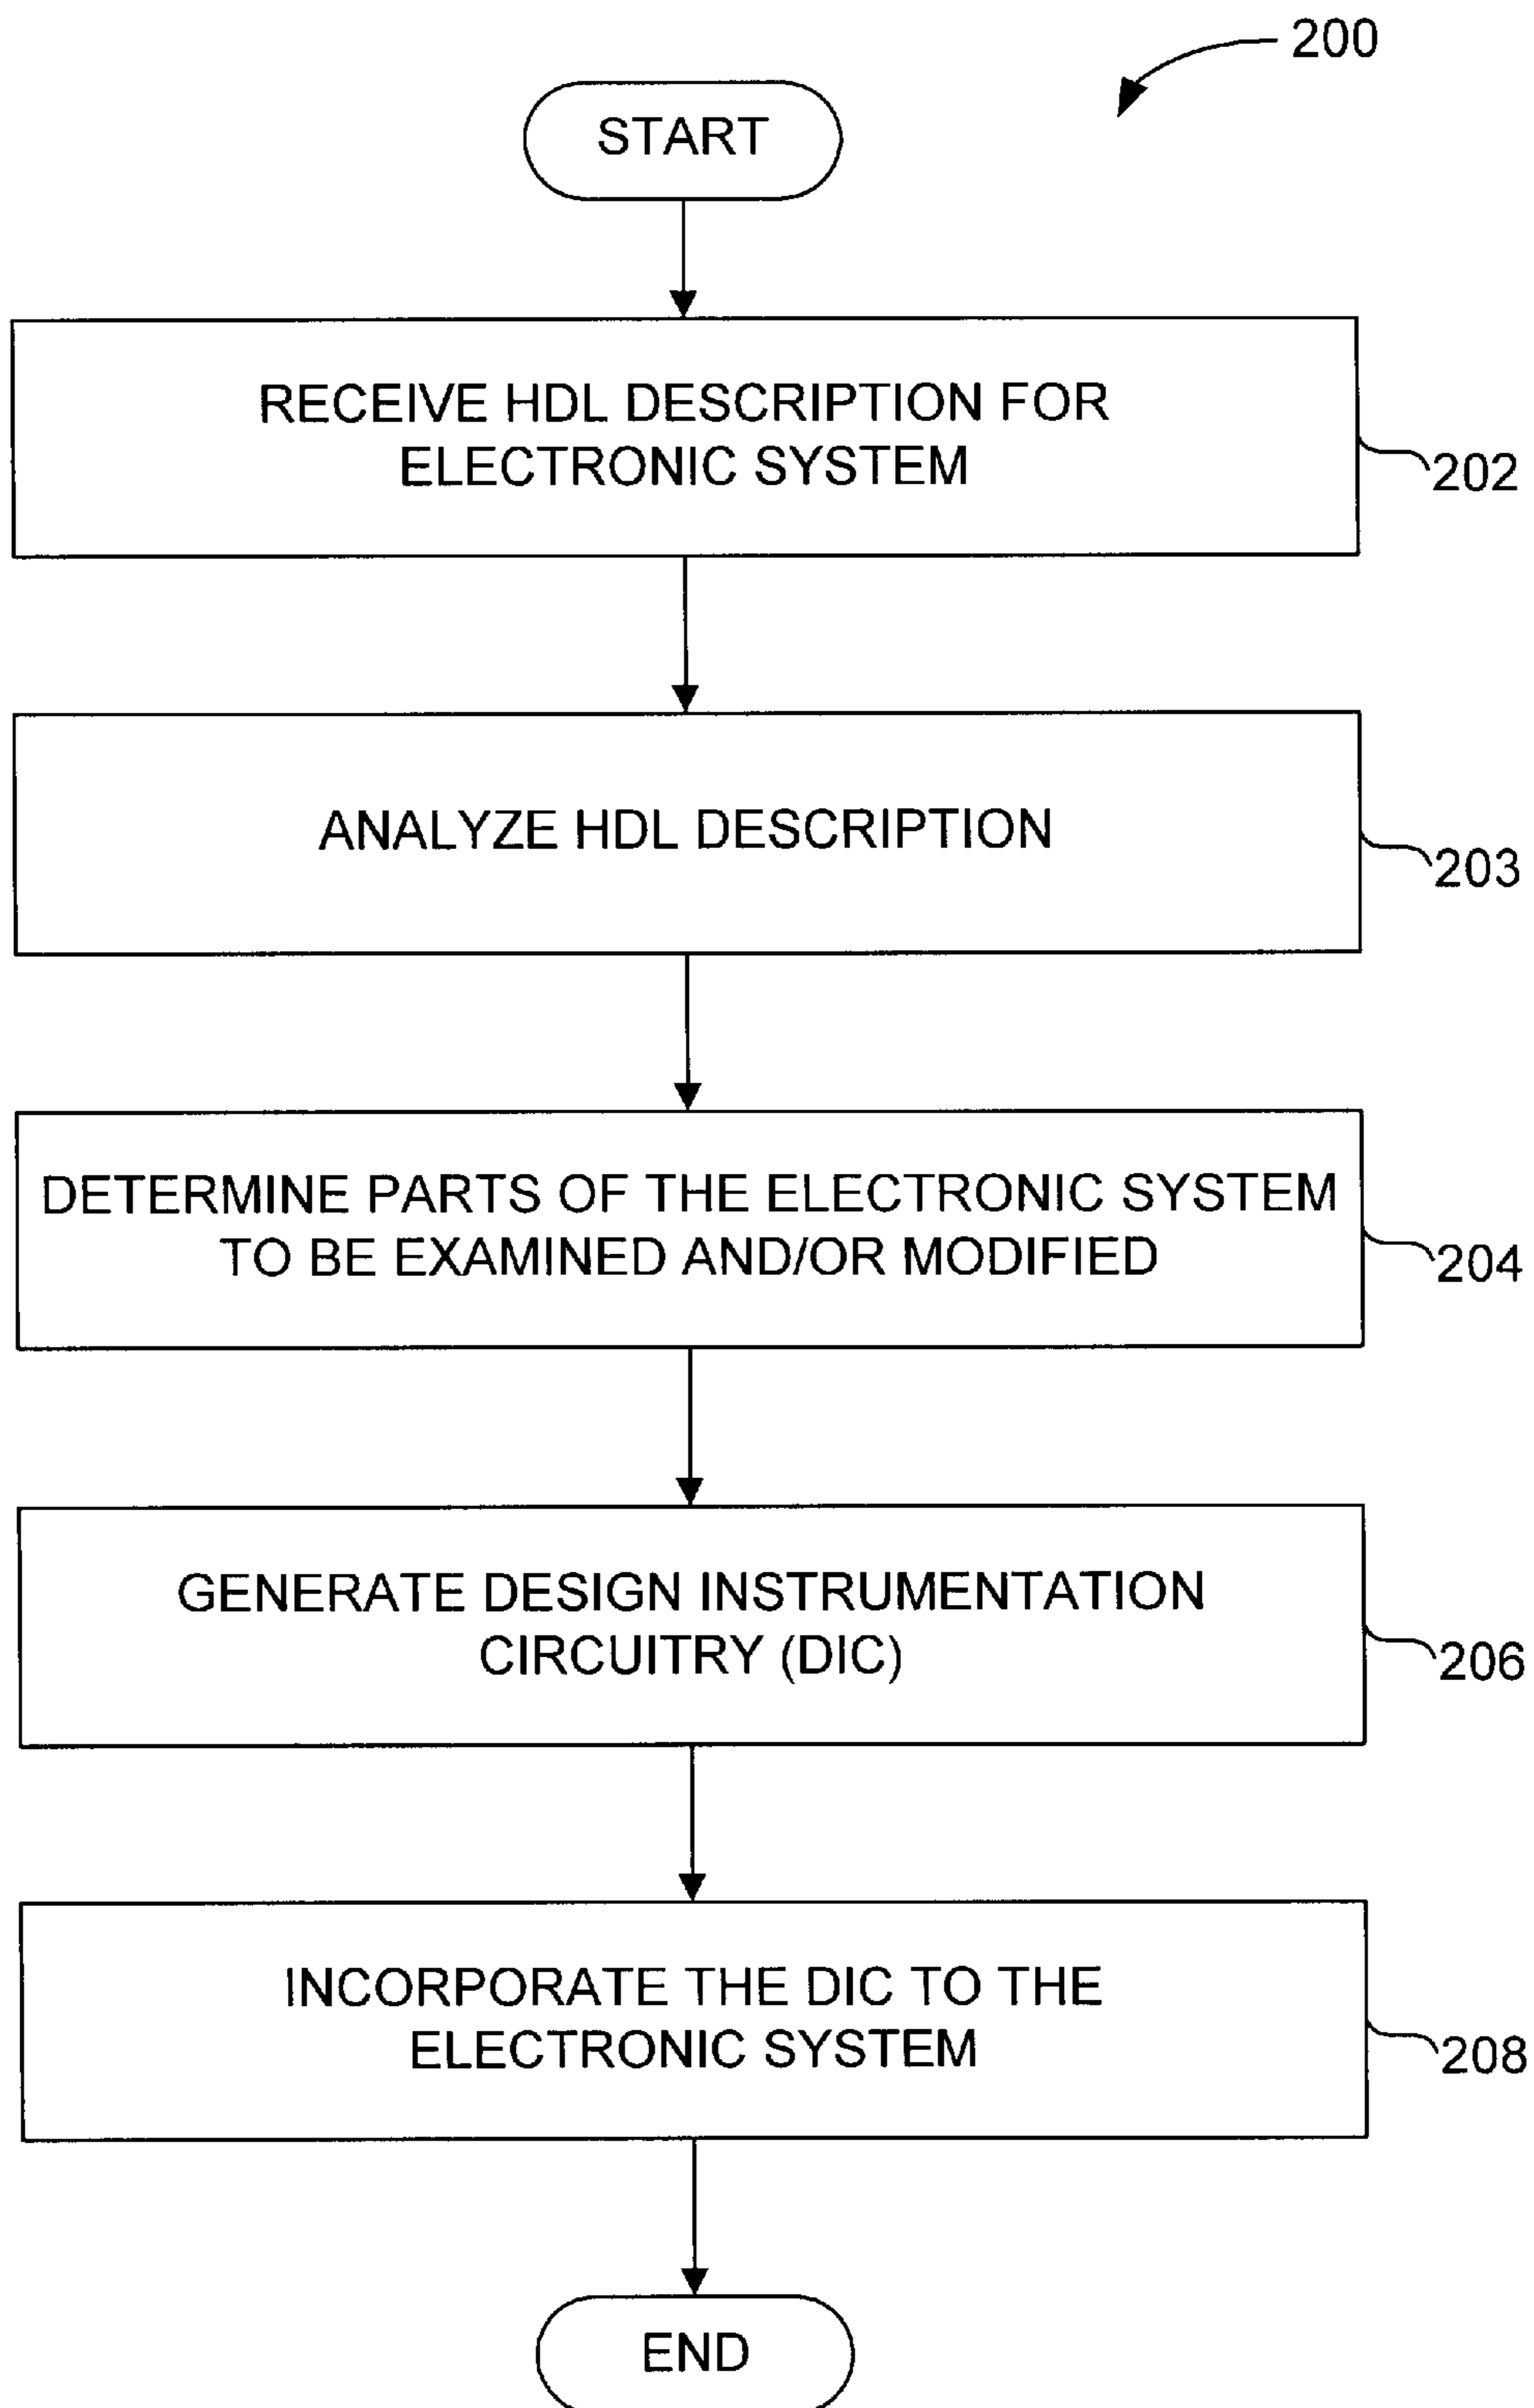 200
START
RECEIVE HDL DESCRIPTION FOR
ELECTRONIC SYSTEM
202
ANALYZE HDL DESCRIPTION
203
DETERMINE PARTS OF THE ELECTRONIC SYSTEM
TO BE EXAMINED AND/OR MODIFIED
204
GENERATE DESIGN INSTRUMENTATION
CIRCUITRY (DIC)
206
INCORPORATE THE DIC TO THE
ELECTRONIC SYSTEM
208
END